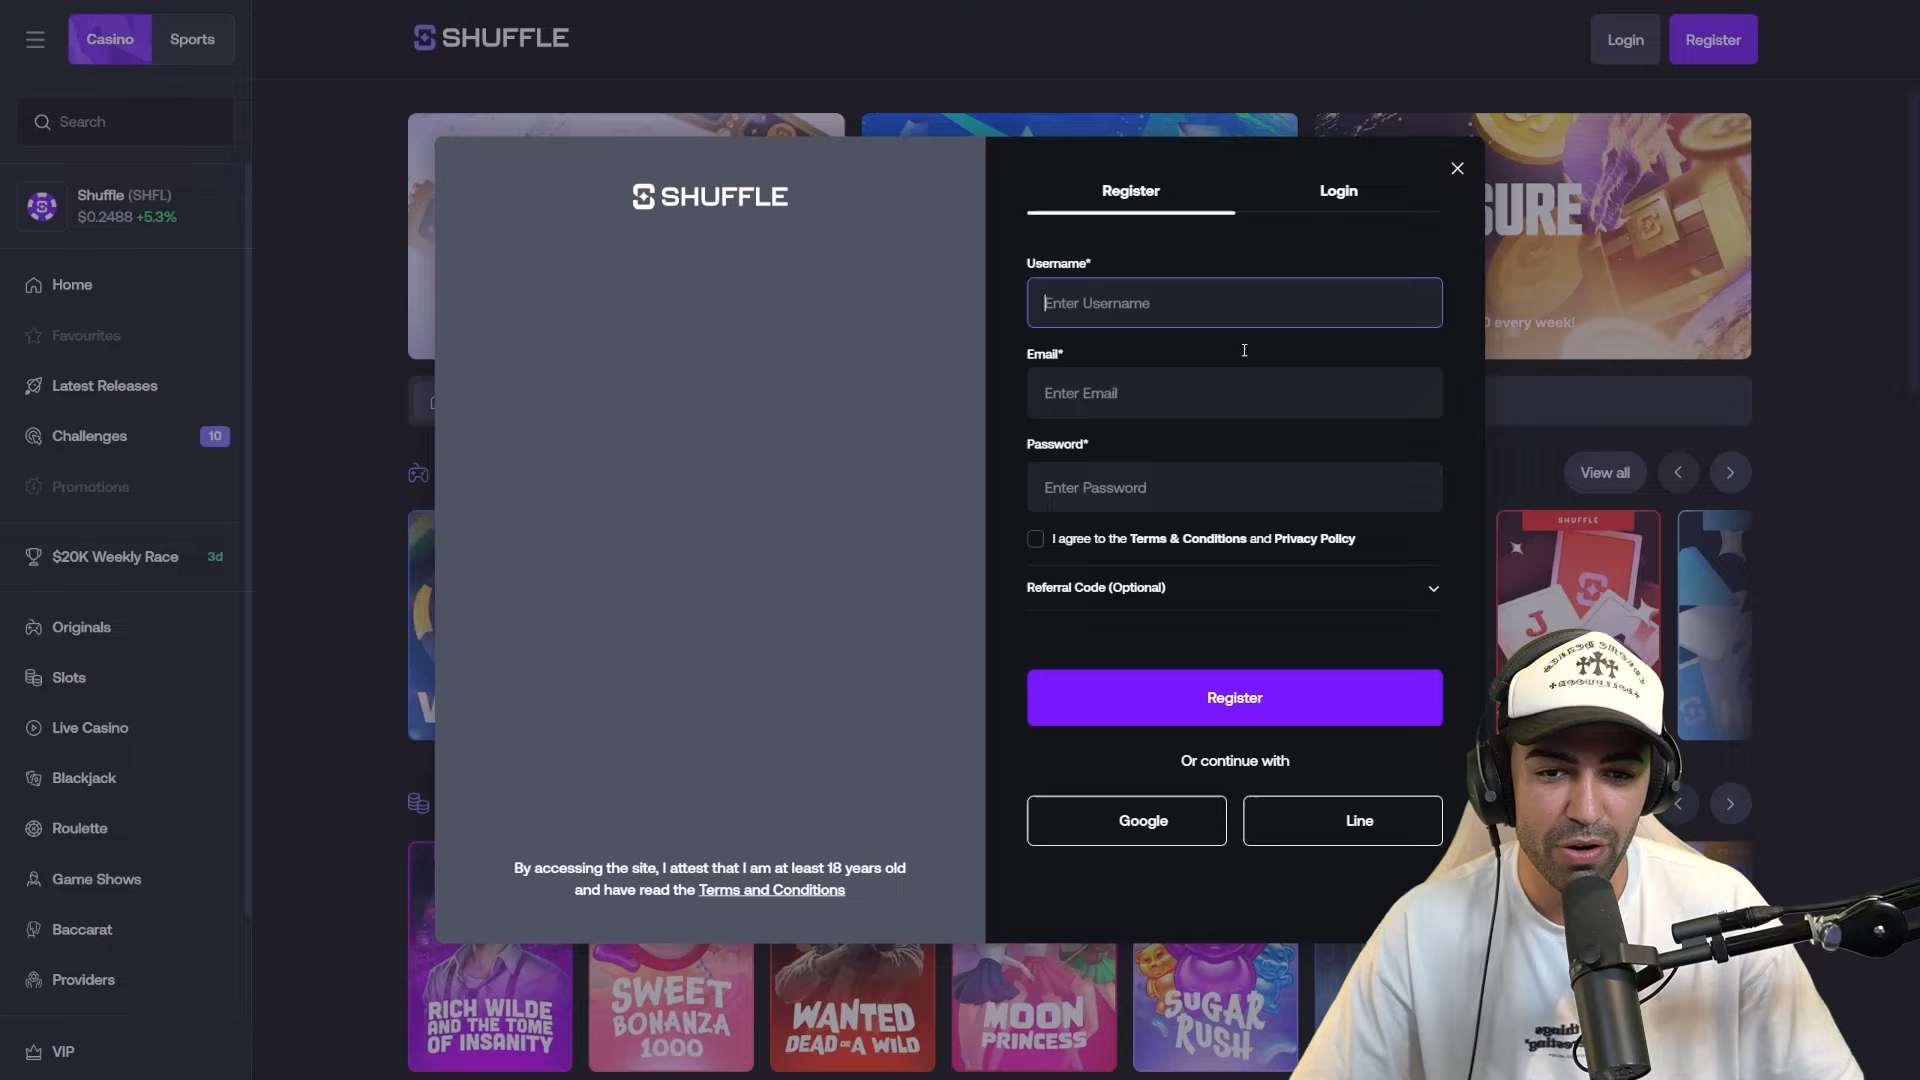 Casino
Sports
SHUFFLE
Login
Register
Search
Shuffle (SHFL)
$0.2488 +5.3%
Home
Favourites
Latest Releases
Challenges
10
Promotions
$20K Weekly Race
3d
Originals
Slots
Live Casino
Blackjack
Roulette
Game Shows
Baccarat
Providers
VIP
SURE
0 every week!
SHUFFLE
Register
Login
Username*
Enter Username
Email*
Enter Email
Password*
Enter Password
I agree to the Terms & Conditions and Privacy Policy
Referral Code (Optional)
Register
Or continue with
Google
Line
By accessing the site, I attest that I am at least 18 years old
and have read the Terms and Conditions
View all
SHUFFLE
J
RICH WILDE
AND THE TOME
OF INSANITY
SWEET
BONANZA
1000
WANTED
DEAD OR A WILD
MOON
PRINCESS
SUGAR
RUSH